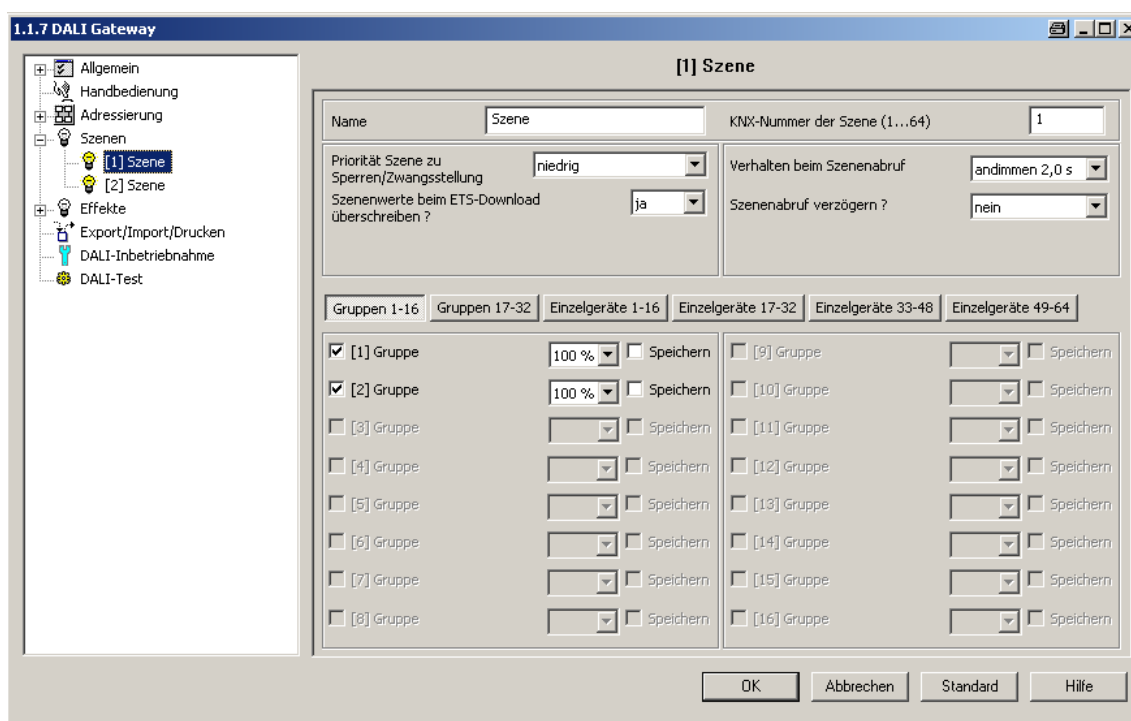 1.1.7 DALI Gateway
Allgemein
Handbedienung
Adressierung
Szenen
[1] Szene
[2] Szene
Effekte
Export/Import/Drucken
DALI-Inbetriebnahme
DALI-Test
[1] Szene
Name Szene KNX-Nummer der Szene (1...64) 1
Priorität Szene zu
Sperren/Zwangsstellung niedrig
Szenenwerte beim ETS-Download
überschreiben ? ja
Verhalten beim Szenenabruf andimmen 2,0 s
Szenenabruf verzögern ? nein
Gruppen 1-16 Gruppen 17-32 Einzelgeräte 1-16 Einzelgeräte 17-32 Einzelgeräte 33-48 Einzelgeräte 49-64
[1] Gruppe 100 % Speichern [9] Gruppe Speichern
[2] Gruppe 100 % Speichern [10] Gruppe Speichern
[3] Gruppe Speichern [11] Gruppe Speichern
[4] Gruppe Speichern [12] Gruppe Speichern
[5] Gruppe Speichern [13] Gruppe Speichern
[6] Gruppe Speichern [14] Gruppe Speichern
[7] Gruppe Speichern [15] Gruppe Speichern
[8] Gruppe Speichern [16] Gruppe Speichern
OK Abbrechen Standard Hilfe